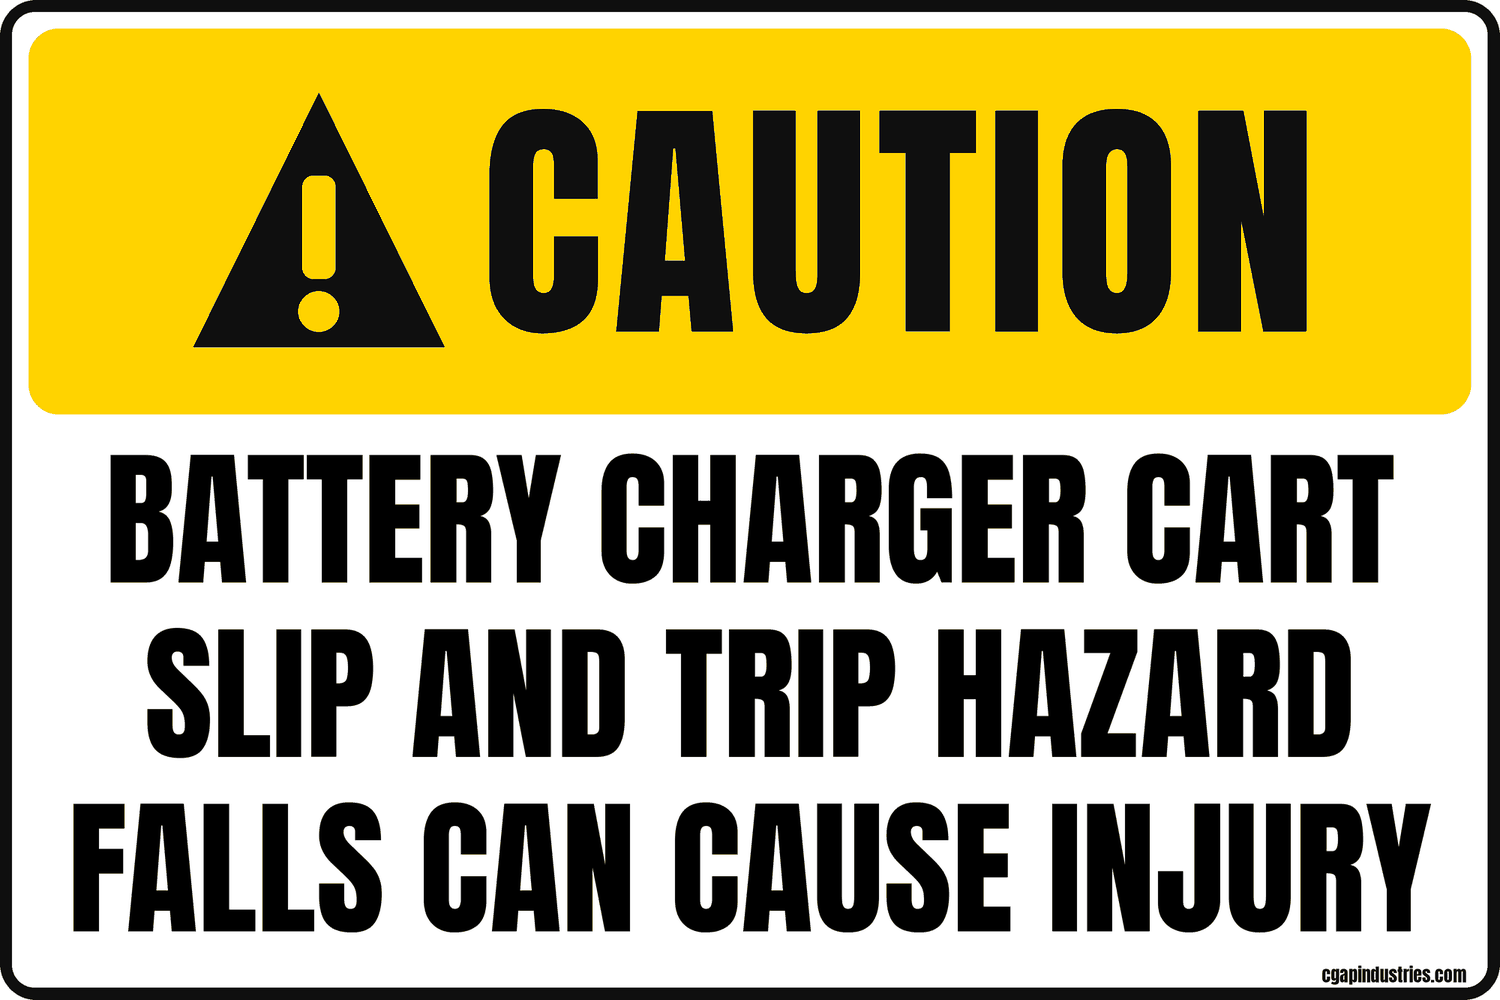 CAUTION
BATTERY CHARGER CART
SLIP AND TRIP HAZARD
FALLS CAN CAUSE INJURY
cgapindustries.com